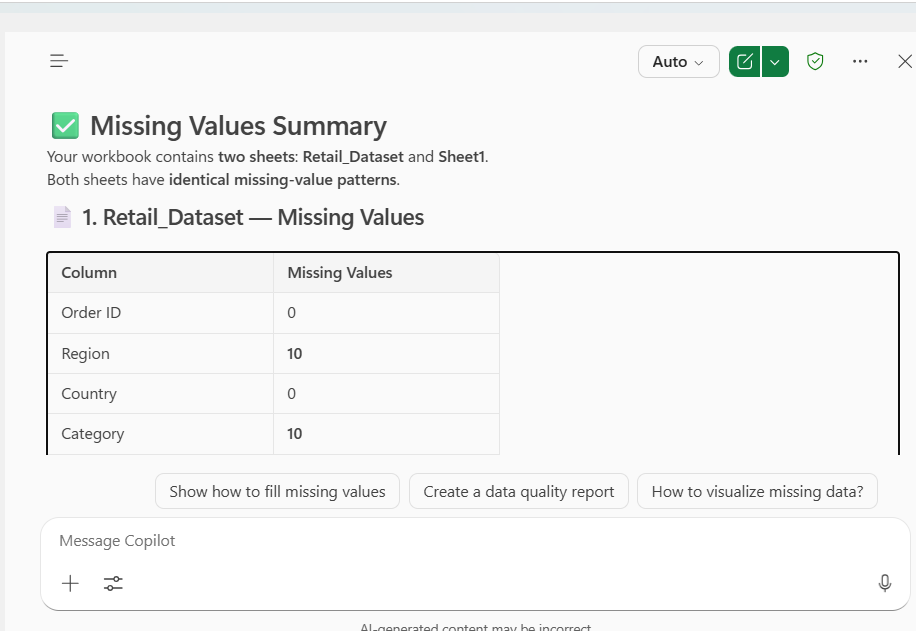 Auto
Missing Values Summary
Your workbook contains two sheets: Retail_Dataset and Sheet1.
Both sheets have identical missing-value patterns.
1. Retail_Dataset — Missing Values
Column Missing Values
Order ID 0
Region 10
Country 0
Category 10
Show how to fill missing values Create a data quality report How to visualize missing data?
Message Copilot
AI-generated content may be incorrect